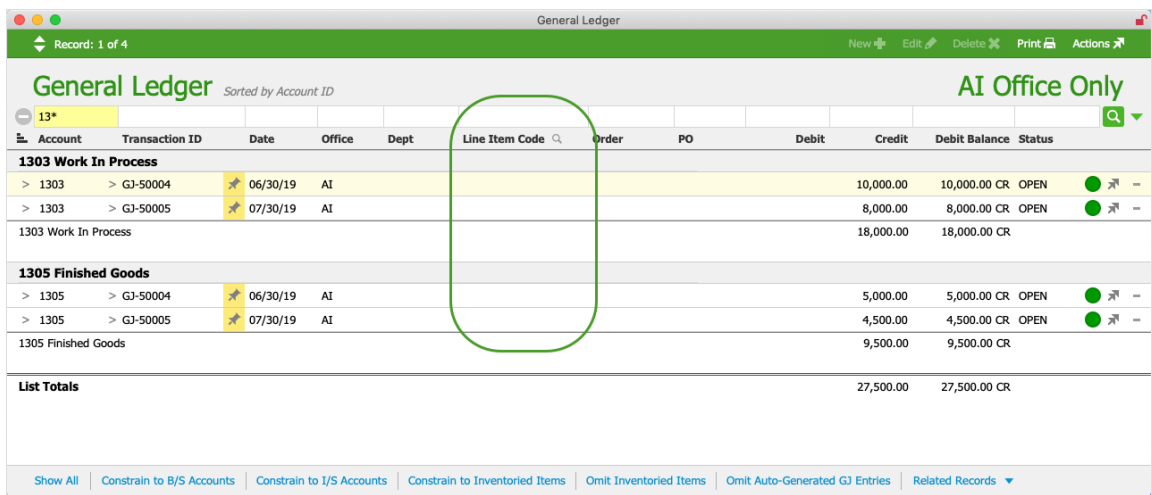 General Ledger
Record: 1 of 4 New Edit Delete Print Actions
General Ledger Sorted by Account ID AI Office Only
13*
Account Transaction ID Date Office Dept Line Item Code Order PO Debit Credit Debit Balance Status
1303 Work In Process
> 1303 > GJ-50004 06/30/19 AI 10,000.00 10,000.00 CR OPEN
> 1303 > GJ-50005 07/30/19 AI 8,000.00 8,000.00 CR OPEN
1303 Work In Process 18,000.00 18,000.00 CR
1305 Finished Goods
> 1305 > GJ-50004 06/30/19 AI 5,000.00 5,000.00 CR OPEN
> 1305 > GJ-50005 07/30/19 AI 4,500.00 4,500.00 CR OPEN
1305 Finished Goods 9,500.00 9,500.00 CR
List Totals 27,500.00 27,500.00 CR
Show All Constrain to B/S Accounts Constrain to I/S Accounts Constrain to Inventoried Items Omit Inventoried Items Omit Auto-Generated GJ Entries Related Records